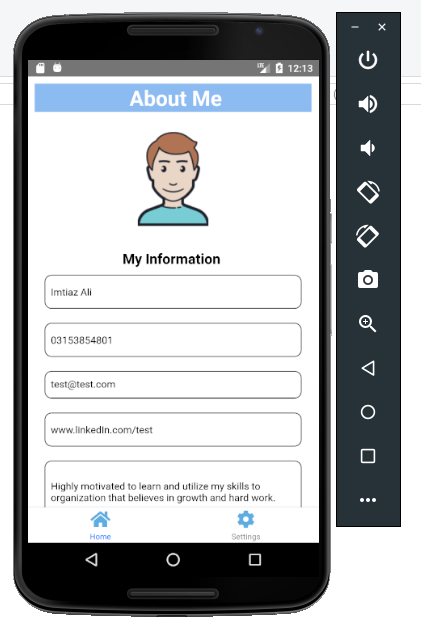 12:13
About Me
My Information
Imtiaz Ali
03153854801
test@test.com
www.linkedIn.com/test
Highly motivated to learn and utilize my skills to
organization that believes in growth and hard work.
Home
Settings